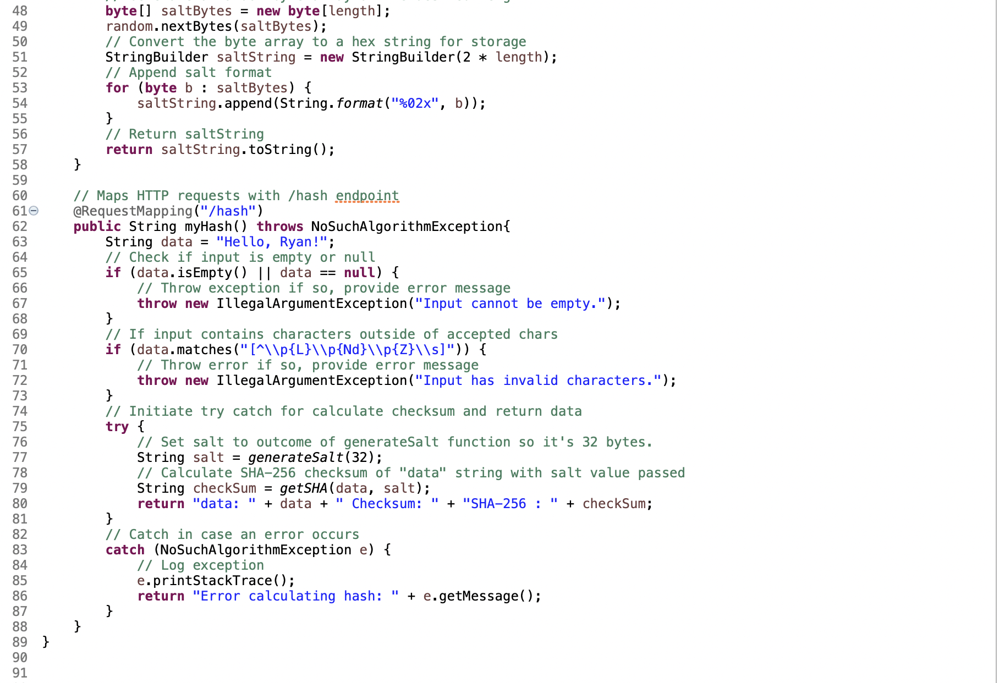 48 byte[] saltBytes = new byte[length];
49 random.nextBytes(saltBytes);
50 // Convert the byte array to a hex string for storage
51 StringBuilder saltString = new StringBuilder(2 * length);
52 // Append salt format
53 for (byte b : saltBytes) {
54 saltString.append(String.format("%02x", b));
55 }
56 // Return saltString
57 return saltString.toString();
58 }
59
60 // Maps HTTP requests with /hash endpoint
61 @RequestMapping("/hash")
62 public String myHash() throws NoSuchAlgorithmException{
63 String data = "Hello, Ryan!";
64 // Check if input is empty or null
65 if (data.isEmpty() || data == null) {
66 // Throw exception if so, provide error message
67 throw new IllegalArgumentException("Input cannot be empty.");
68 }
69 // If input contains characters outside of accepted chars
70 if (data.matches("[^\\p{L}\\p{Nd}\\p{Z}\\s]")) {
71 // Throw error if so, provide error message
72 throw new IllegalArgumentException("Input has invalid characters.");
73 }
74 // Initiate try catch for calculate checksum and return data
75 try {
76 // Set salt to outcome of generateSalt function so it's 32 bytes.
77 String salt = generateSalt(32);
78 // Calculate SHA-256 checksum of "data" string with salt value passed
79 String checkSum = getSHA(data, salt);
80 return "data: " + data + " Checksum: " + "SHA-256 : " + checkSum;
81 }
82 // Catch in case an error occurs
83 catch (NoSuchAlgorithmException e) {
84 // Log exception
85 e.printStackTrace();
86 return "Error calculating hash: " + e.getMessage();
87 }
88 }
89 }
90
91